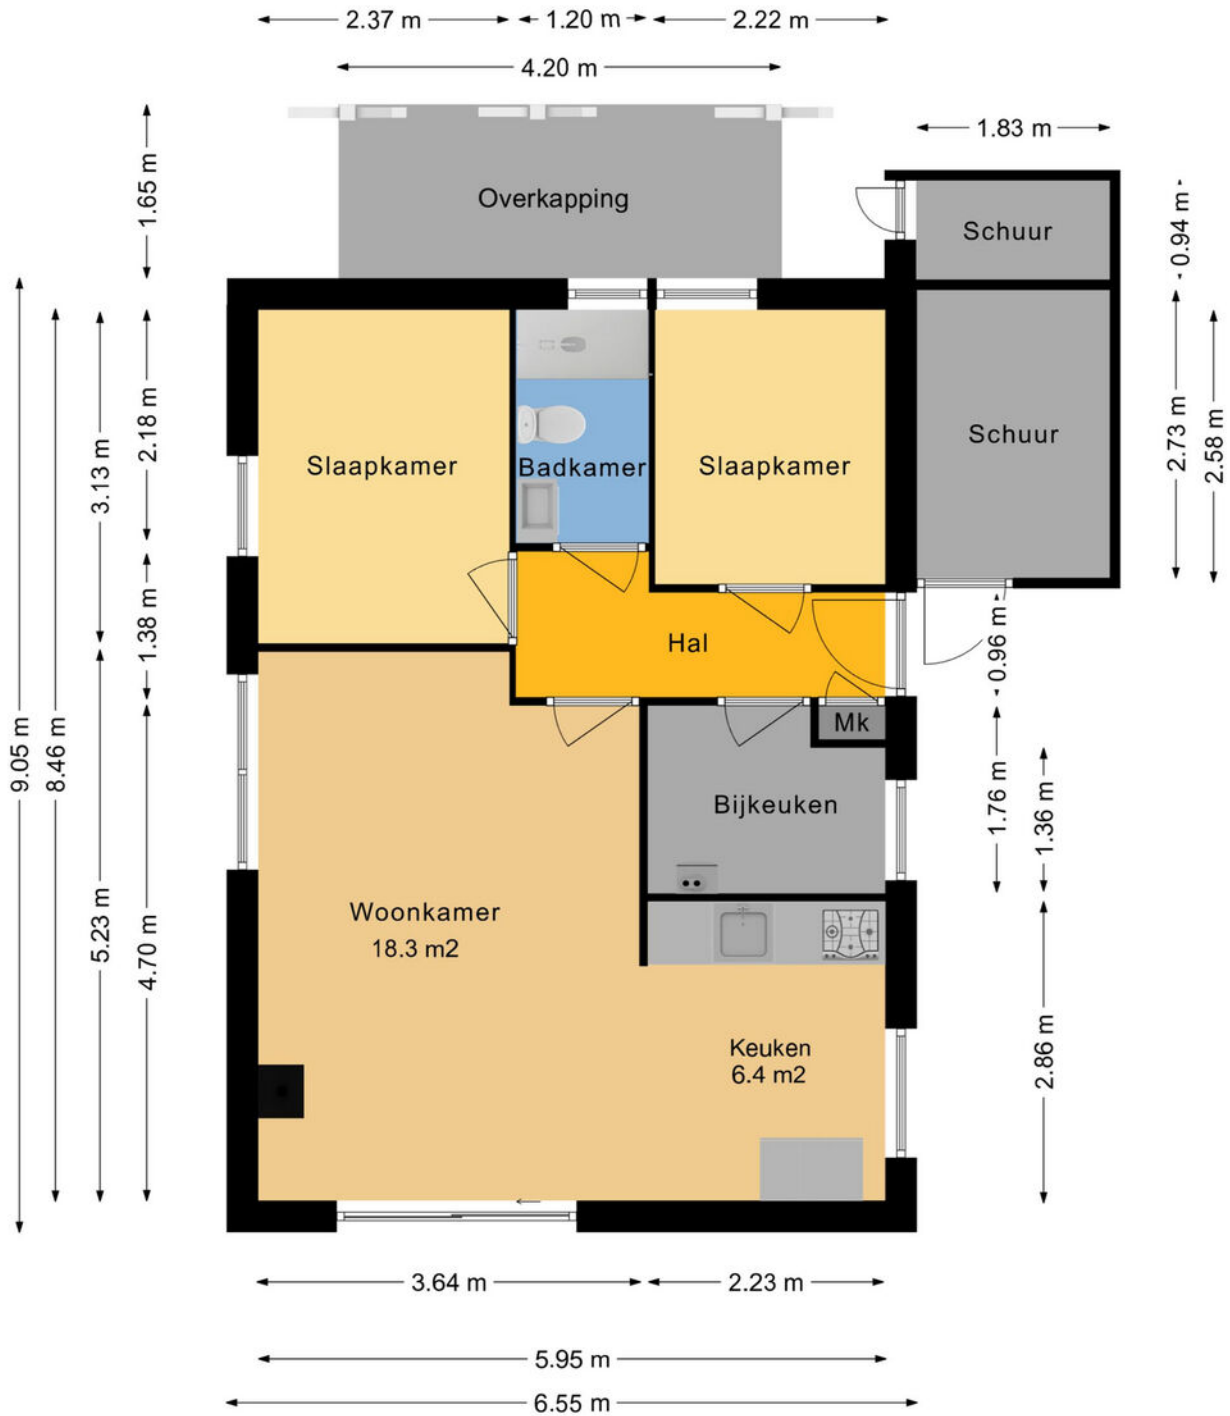 2.37 m
1.20 m
2.22 m
4.20 m
1.83 m
1.65 m
Overkapping
Schuur
0.94 m
Slaapkamer
Badkamer
Slaapkamer
Schuur
2.18 m
3.13 m
2.73 m
2.58 m
1.38 m
Hal
0.96 m
Mk
9.05 m
8.46 m
Bijkeuken
1.76 m
1.36 m
Woonkamer
18.3 m2
5.23 m
4.70 m
Keuken
6.4 m2
2.86 m
3.64 m
2.23 m
5.95 m
6.55 m